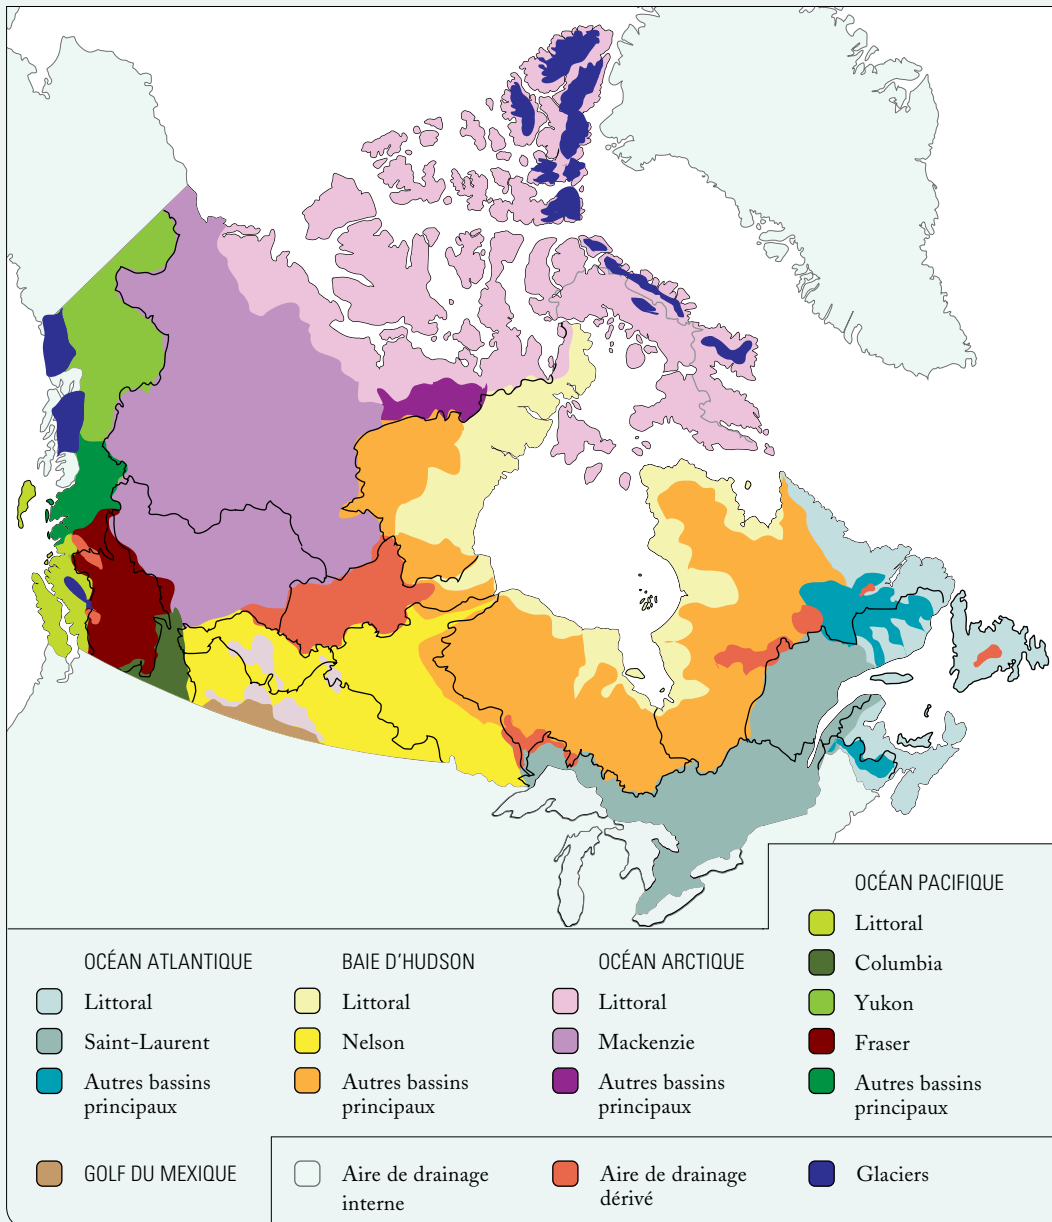 OCÉAN PACIFIQUE
Littoral
Columbia
Yukon
Fraser
Autres bassins
principaux
OCÉAN ATLANTIQUE
Littoral
Saint-Laurent
Autres bassins
principaux
BAIE D'HUDSON
Littoral
Nelson
Autres bassins
principaux
OCÉAN ARCTIQUE
Littoral
Mackenzie
Autres bassins
principaux
GOLF DU MEXIQUE
Aire de drainage
interne
Aire de drainage
dérivé
Glaciers